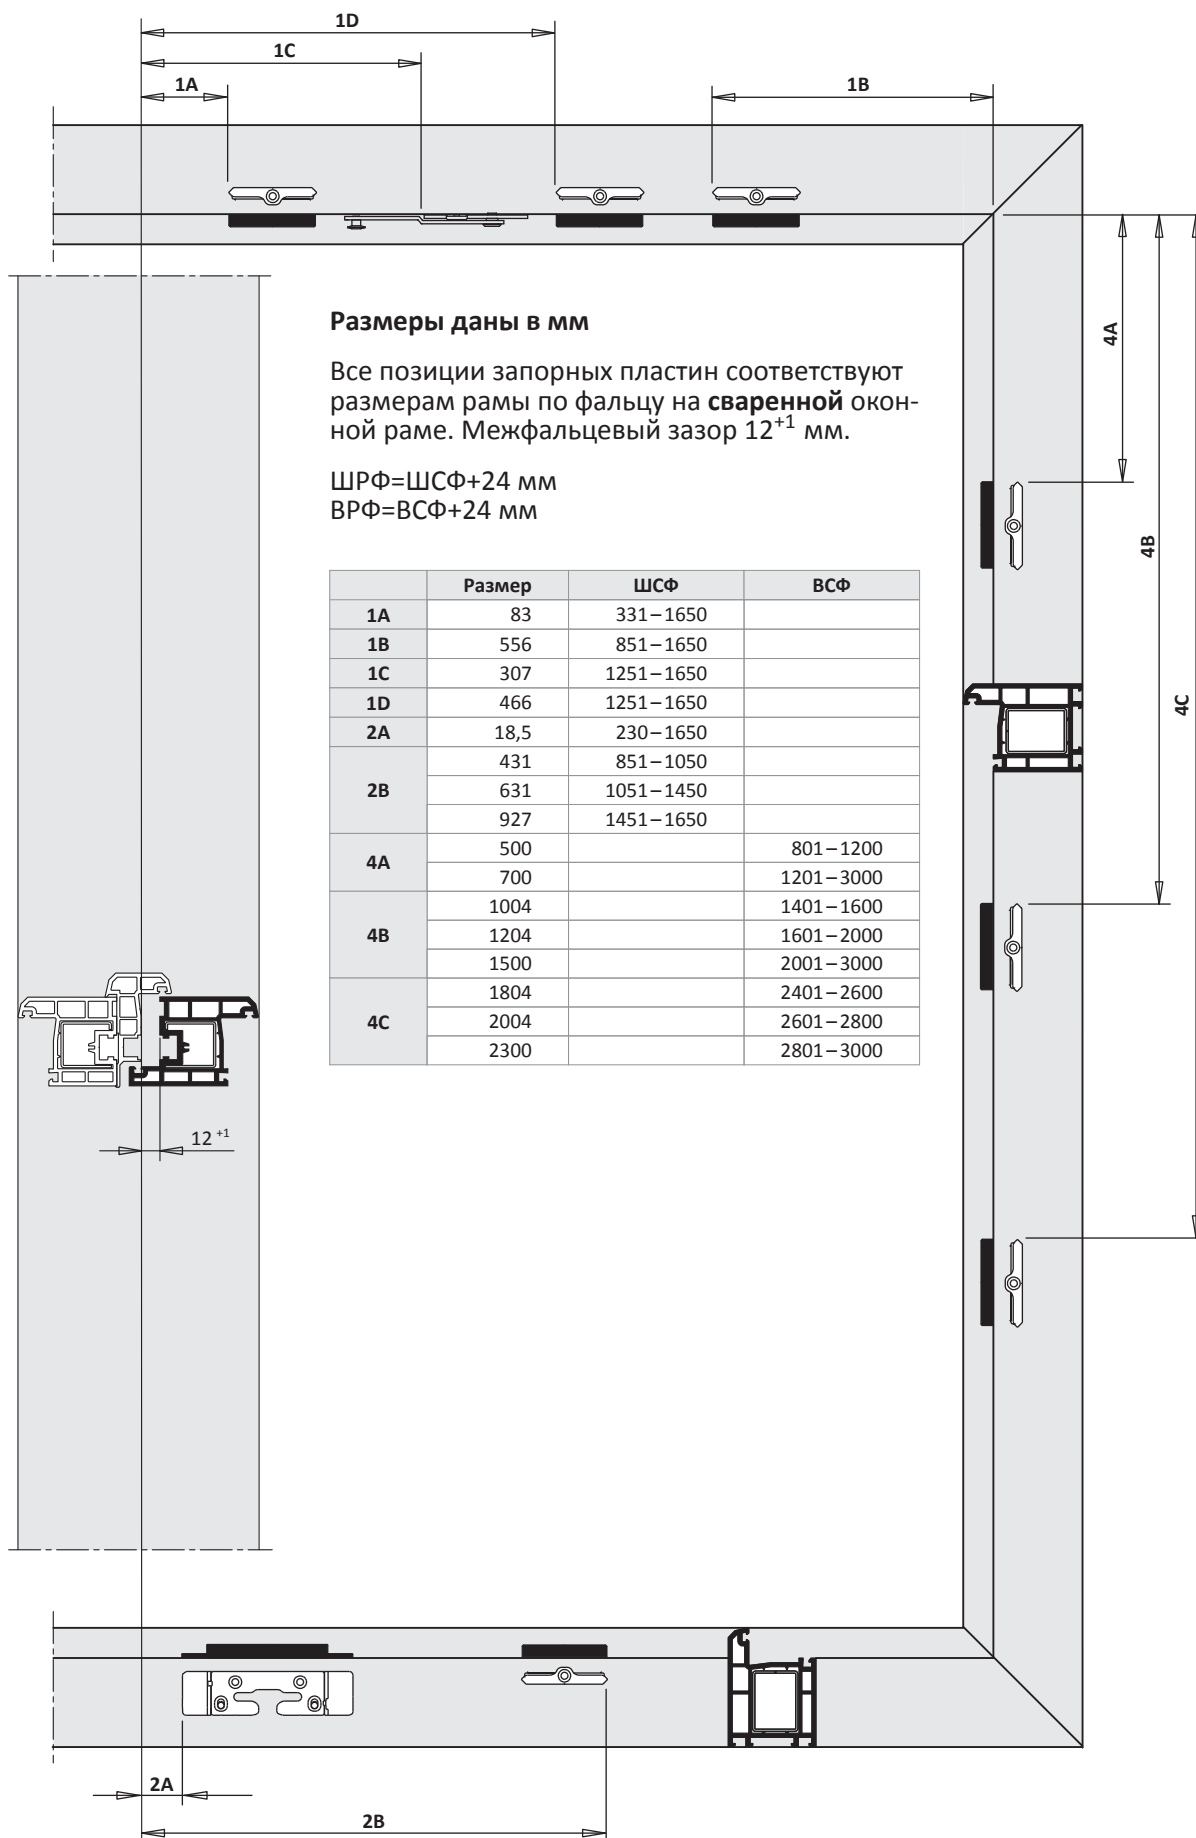 1D
1C
1A
1B
Размеры даны в мм
Все позиции запорных пластин соответствуют
размерам рамы по фальцу на сваренной окон-
ной раме. Межфальцевый зазор 12+1 мм.
ШРФ=ШСФ+24 мм
ВРФ=ВСФ+24 мм
Размер ШСФ ВСФ
1A 83 331–1650
1B 556 851–1650
1C 307 1251–1650
1D 466 1251–1650
2A 18,5 230–1650
2B 431 851–1050
631 1051–1450
927 1451–1650
4A 500 801–1200
700 1201–3000
4B 1004 1401–1600
1204 1601–2000
1500 2001–3000
4C 1804 2401–2600
2004 2601–2800
2300 2801–3000
4A
4B
4C
12 +1
2A
2B